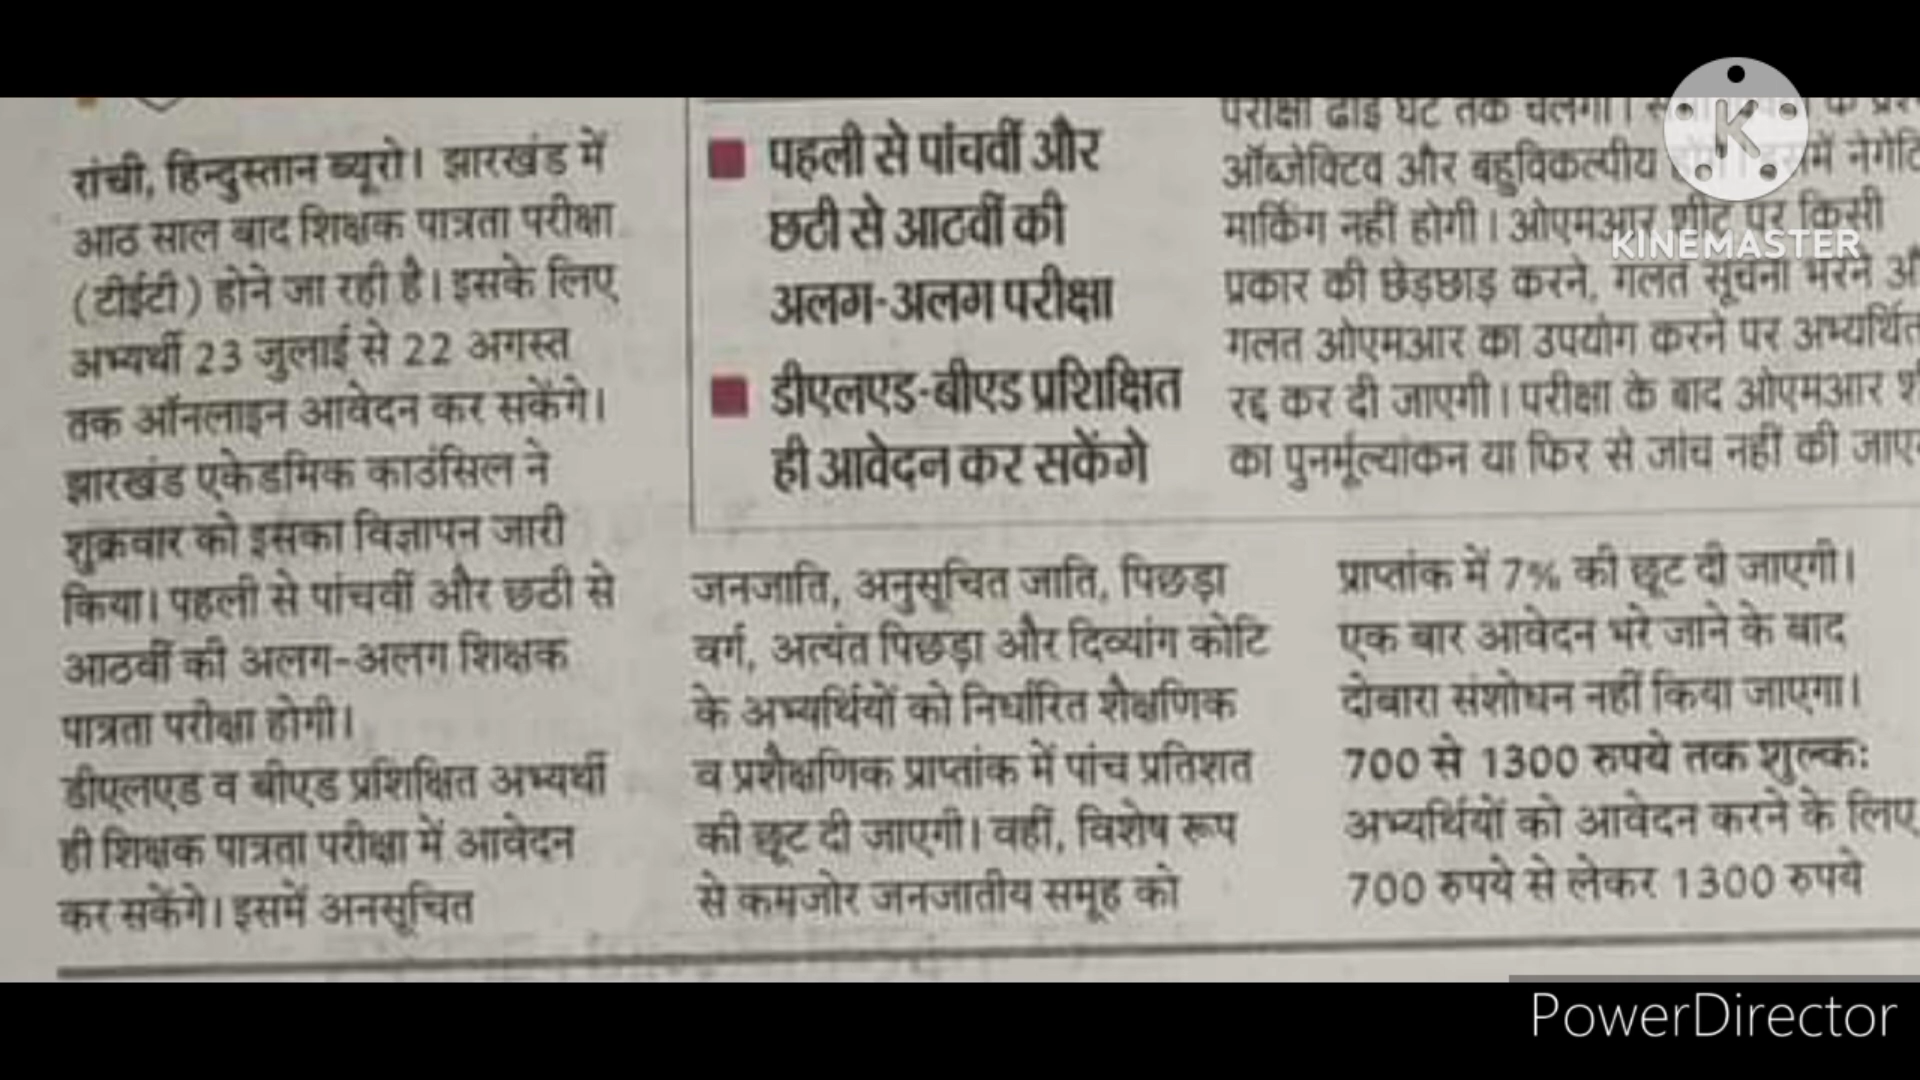 रांची, हिन्दुस्तान ब्यूरो। झारखंड में
आठ साल बाद शिक्षक पात्रता परीक्षा
(टीईटी) होने जा रही है। इसके लिए
अभ्यर्थी 23 जुलाई से 22 अगस्त
तक ऑनलाइन आवेदन कर सकेंगे।
झारखंड एकेडमिक काउंसिल ने
शुक्रवार को इसका विज्ञापन जारी
किया। पहली से पांचवीं और छठी से
आठवीं की अलग-अलग शिक्षक
पात्रता परीक्षा होगी।
डीएलएड व बीएड प्रशिक्षित अभ्यर्थी
ही शिक्षक पात्रता परीक्षा में आवेदन
कर सकेंगे। इसमें अनसूचित
पहली से पांचवीं और
छठी से आटवीं की
अलग-अलग परीक्षा
डीएलएड-बीएड प्रशिक्षित
ही आवेदन कर सकेंगे
परीक्षा ढाई घंटे तक चलेगी।
ऑब्जेक्टिव और बहुविकल्पीय
मार्किंग नहीं होगी। ओएमआर शीट पर किसी
प्रकार की छेड़छाड़ करने, गलत सूचना भरने
गलत ओएमआर का उपयोग करने पर
रद्द कर दी जाएगी। परीक्षा के बाद ओएमआर
का पुनर्मूल्यांकन या फिर से जांच नहीं की
जनजाति, अनुसूचित जाति, पिछड़ा
वर्ग, अत्यंत पिछड़ा और दिव्यांग कोटि
के अभ्यर्थियों को निर्धारित शैक्षणिक
व प्रशैक्षणिक प्राप्तांक में पांच प्रतिशत
की छूट दी जाएगी। वहीं, विशेष रूप
से कमजोर जनजातीय समूह को
प्राप्तांक में 7% की छूट दी जाएगी।
एक बार आवेदन भरे जाने के बाद
दोबारा संशोधन नहीं किया जाएगा।
700 से 1300 रुपये तक शुल्कः
अभ्यर्थियों को आवेदन करने के लिए
700 रुपये से लेकर 1300 रुपये
K
KINEMASTER
PowerDirector